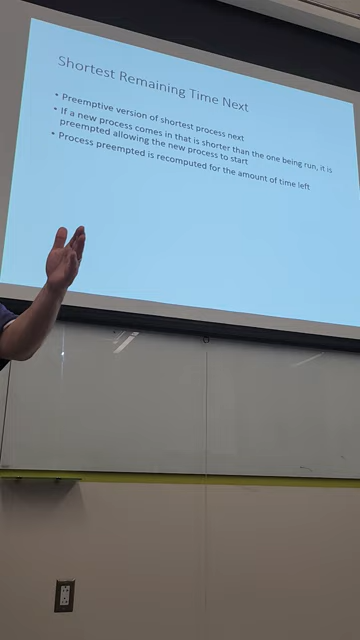 Shortest Remaining Time Next
• Preemptive version of shortest process next
• If a new process comes in that is shorter than the one being run, it is
preempted allowing the new process to start
• Process preempted is recomputed for the amount of time left